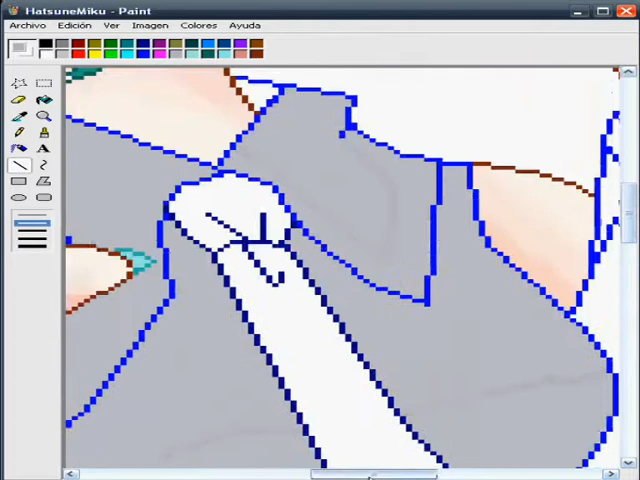 HatsuneMiku - Paint
Archivo Edición Ver Imagen Colores Ayuda
A